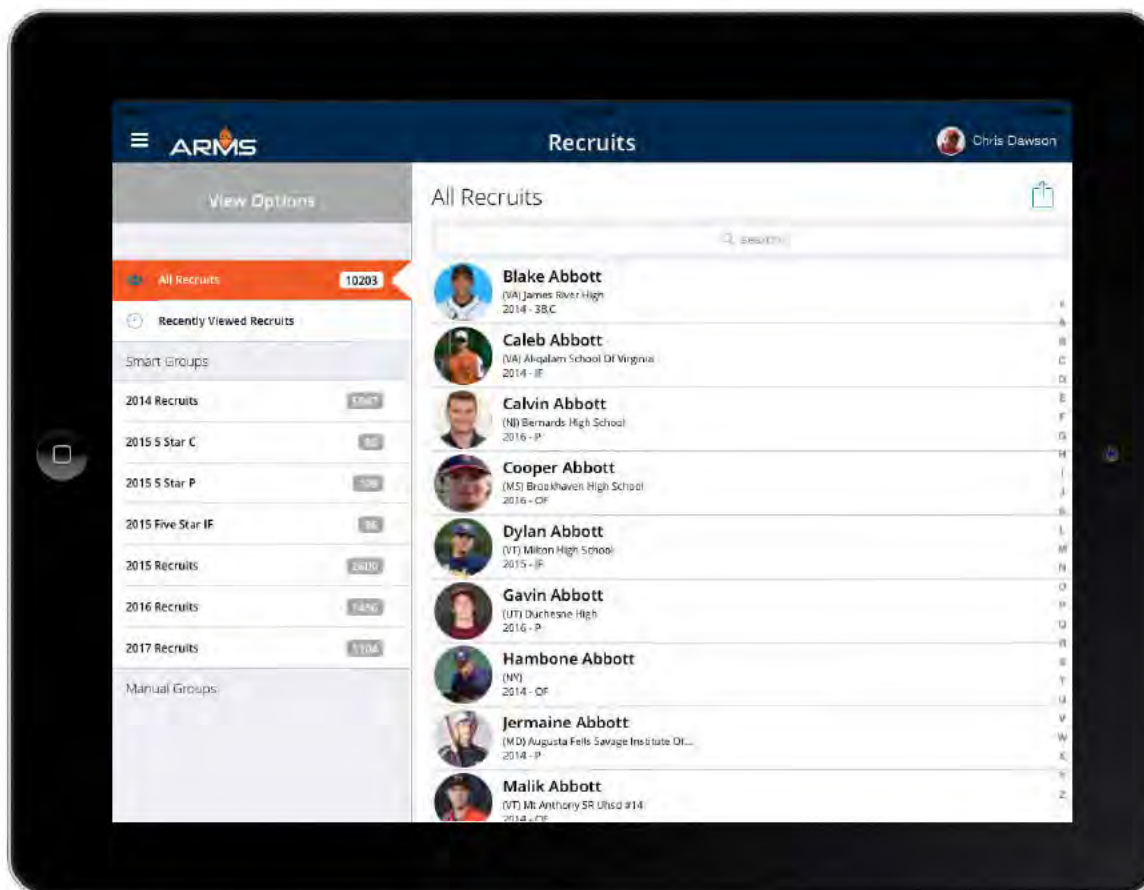 ARMS
Recruits
Chris Dawson
View Options
All Recruits 10203
Recently Viewed Recruits
Smart Groups
2014 Recruits
2015 5 Star C
2015 5 Star P
2015 Five Star IF
2015 Recruits
2016 Recruits
2017 Recruits
Manual Groups
All Recruits
search
Blake Abbott
(VA) James River High
2014 - 3B,C
Caleb Abbott
(VA) Alqalam School Of Virginia
2014 - IF
Calvin Abbott
(NJ) Bernards High School
2016 - P
Cooper Abbott
(MS) Brookhaven High School
2016 - OF
Dylan Abbott
(VT) Milton High School
2015 - IF
Gavin Abbott
(UT) Duchesne High
2016 - P
Hambone Abbott
(NY)
2014 - OF
Jermaine Abbott
(MD) Augusta Fells Savage Institute Of...
2014 - P
Malik Abbott
(VT) Mt Anthony SR Uhsd #14
2014 - OF
A
B
C
D
E
F
G
H
I
J
K
L
M
N
O
P
Q
R
S
T
U
V
W
X
Y
Z